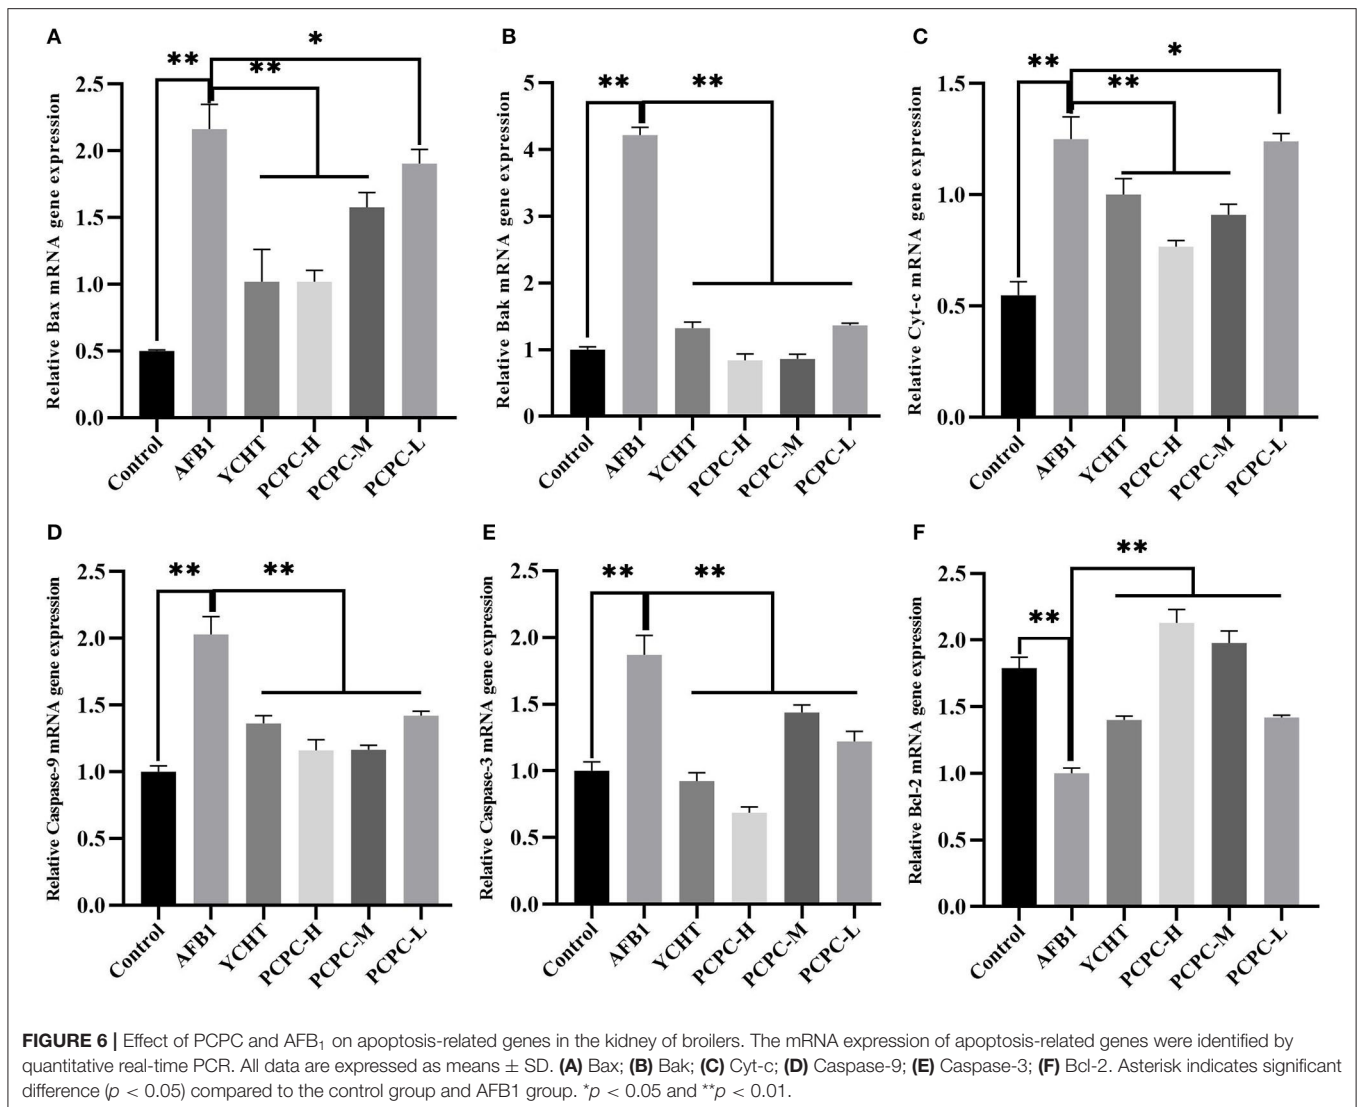 A
Relative Bax mRNA gene expression
2.5
2.0
1.5
1.0
0.5
0.0
**
**
*
Control
AFB1
YCHT
PCPC-H
PCPC-M
PCPC-L
B
Relative Bak mRNA gene expression
5
4
3
2
1
0
**
**
Control
AFB1
YCHT
PCPC-H
PCPC-M
PCPC-L
C
Relative Cyt-c mRNA gene expression
1.5
1.0
0.5
0.0
**
**
*
Control
AFB1
YCHT
PCPC-H
PCPC-M
PCPC-L
D
Relative Caspase-9 mRNA gene expression
2.5
2.0
1.5
1.0
0.5
0.0
**
**
Control
AFB1
YCHT
PCPC-H
PCPC-M
PCPC-L
E
Relative Caspase-3 mRNA gene expression
2.5
2.0
1.5
1.0
0.5
0.0
**
**
Control
AFB1
YCHT
PCPC-H
PCPC-M
PCPC-L
F
Relative Bcl-2 mRNA gene expression
2.5
2.0
1.5
1.0
0.5
0.0
**
**
Control
AFB1
YCHT
PCPC-H
PCPC-M
PCPC-L
FIGURE 6 | Effect of PCPC and AFB₁ on apoptosis-related genes in the kidney of broilers. The mRNA expression of apoptosis-related genes were identified by
quantitative real-time PCR. All data are expressed as means ± SD. (A) Bax; (B) Bak; (C) Cyt-c; (D) Caspase-9; (E) Caspase-3; (F) Bcl-2. Asterisk indicates significant
difference (p < 0.05) compared to the control group and AFB1 group. *p < 0.05 and **p < 0.01.